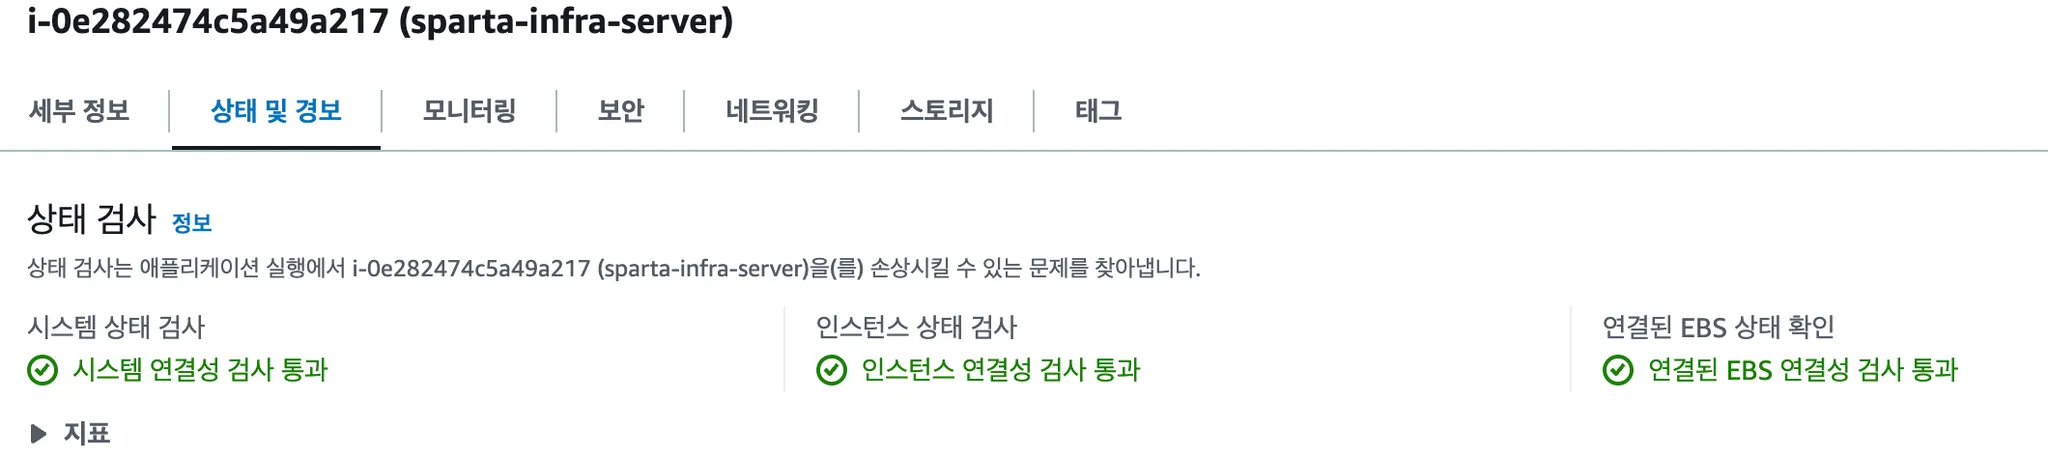 i-0e282474c5a49a217 (sparta-infra-server)
세부 정보 상태 및 경보 모니터링 보안 네트워킹 스토리지 태그
상태 검사 정보
상태 검사는 애플리케이션 실행에서 i-0e282474c5a49a217 (sparta-infra-server)을(를) 손상시킬 수 있는 문제를 찾아냅니다.
시스템 상태 검사 인스턴스 상태 검사 연결된 EBS 상태 확인
시스템 연결성 검사 통과 인스턴스 연결성 검사 통과 연결된 EBS 연결성 검사 통과
지표